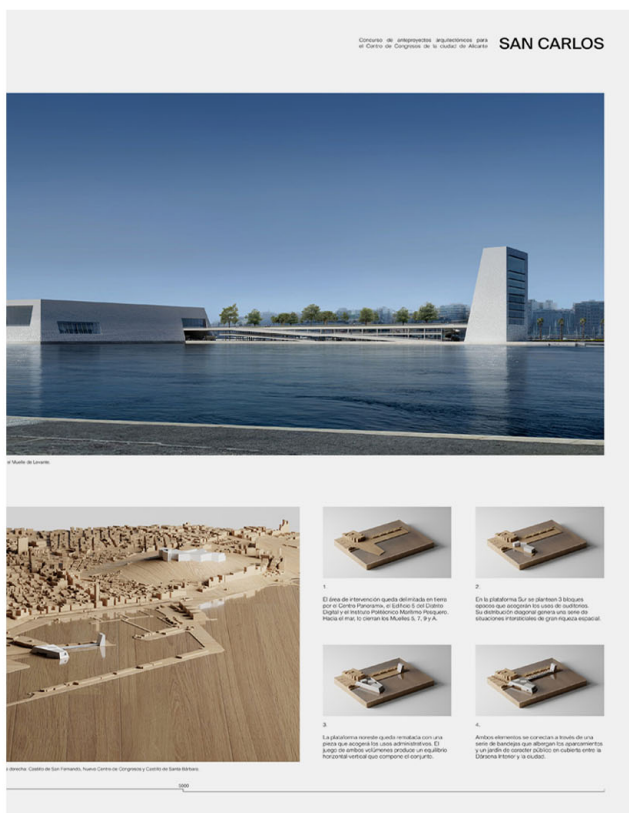 Concurso de anteproyectos arquitectónicos para
el Centro de Congresos de la ciudad de Alicante
SAN CARLOS
Muelle de Levante.
1.
El área de intervención queda delimitada en tierra
por el Centro Panoramis, el Edificio 5 del Distrito
Digital y el Instituto Politécnico Marítimo Pesquero.
Hacia el mar, lo cierran los Muelles 5, 7, 9 y A.
2.
En la plataforma Sur se plantean 3 bloques
opacos que acogerán los usos de auditorios.
Su distribución diagonal genera una serie de
situaciones intersticiales de gran riqueza espacial.
3.
La plataforma noreste queda rematada con una
pieza que acogerá los usos administrativos. El
juego de ambos volúmenes produce un equilibrio
horizontal-vertical que compone el conjunto.
4.
Ambos elementos se conectan a través de una
serie de bandejas que albergan los aparcamientos
y un jardín de carácter público en cubierta entre la
Dársena Interior y la ciudad.
derecha: Castillo de San Fernando, Nuevo Centro de Congresos y Castillo de Santa Bárbara.